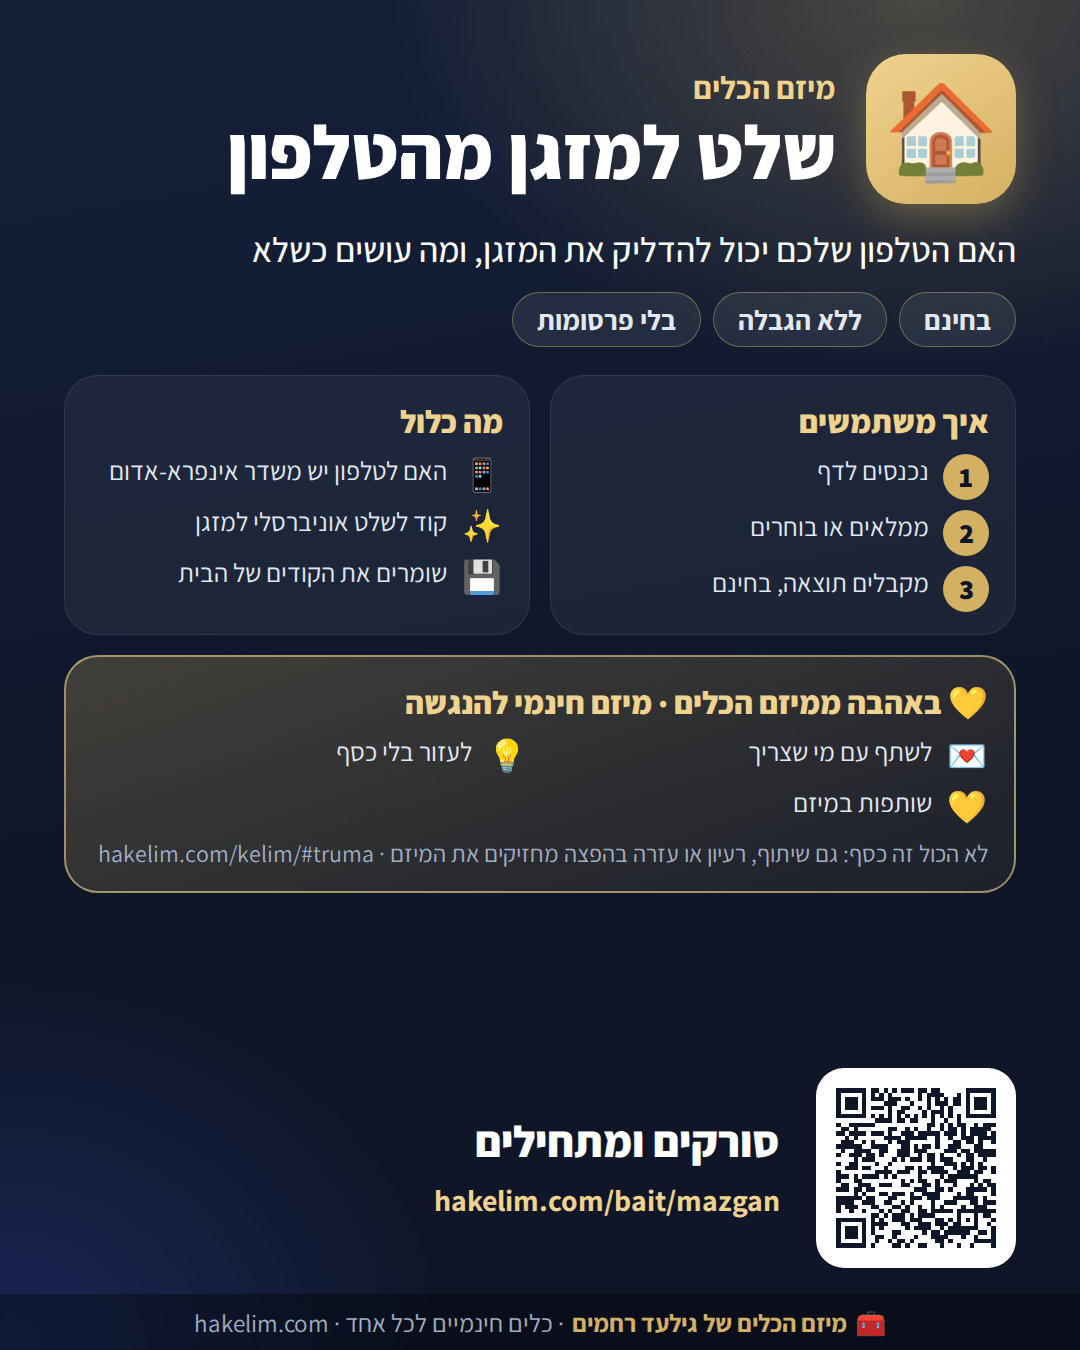 מיזם הכלים
שלט למזגן מהטלפון
האם הטלפון שלכם יכול להדליק את המזגן, ומה עושים כשלא
בחינם
ללא הגבלה
בלי פרסומות
איך משתמשים
1 נכנסים לדף
2 ממלאים או בוחרים
3 מקבלים תוצאה, בחינם
מה כלול
האם לטלפון יש משדר אינפרא-אדום
קוד לשלט אוניברסלי למזגן
שומרים את הקודים של הבית
באהבה ממיזם הכלים · מיזם חינמי להנגשה
לשתף עם מי שצריך
לעזור בלי כסף
שותפות במיזם
לא הכול זה כסף: גם שיתוף, רעיון או עזרה בהפצה מחזיקים את המיזם · hakelim.com/kelim/#truma
סורקים ומתחילים
hakelim.com/bait/mazgan
מיזם הכלים של גילעד רחמים · כלים חינמיים לכל אחד · hakelim.com